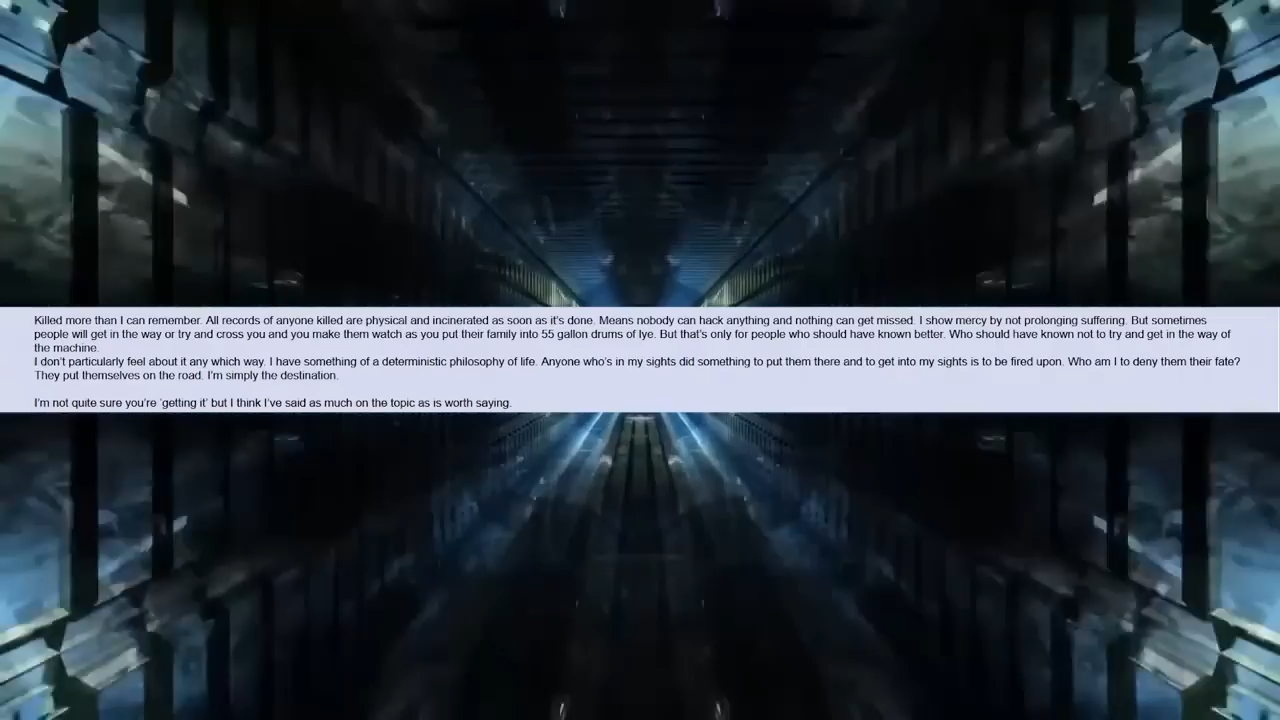 Killed more than I can remember. All records of anyone killed are physical and incinerated as soon as it's done. Means nobody can hack anything and nothing can get missed. I show mercy by not prolonging suffering. But sometimes
people will get in the way or try and cross you and you make them watch as you put their family into 55 gallon drums of lye. But that's only for people who should have known better. Who should have known not to try and get in the way of
the machine.
I don't particularly feel about it any which way. I have something of a deterministic philosophy of life. Anyone who's in my sights did something to put them there and to get into my sights is to be fired upon. Who am I to deny them their fate?
They put themselves on the road. I'm simply the destination.
I'm not quite sure you're 'getting it' but I think I've said as much on the topic as is worth saying.